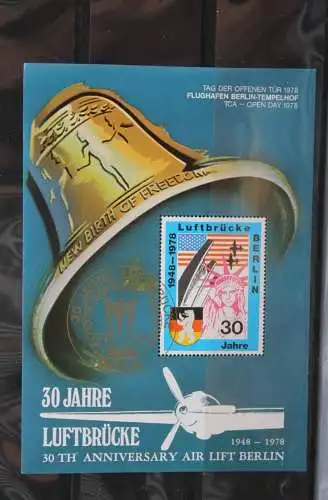 TAG DER OFFENEN TÜR 1978
FLUGHAFEN BERLIN-TEMPELHOF
TCA – OPEN DAY 1978
NEW BIRTH OF FREEDOM
Luftbrücke
1948–1978
BERLIN
30
Jahre
30 JAHRE
LUFTBRÜCKE
1948 – 1978
30 TH ANNIVERSARY AIR LIFT BERLIN